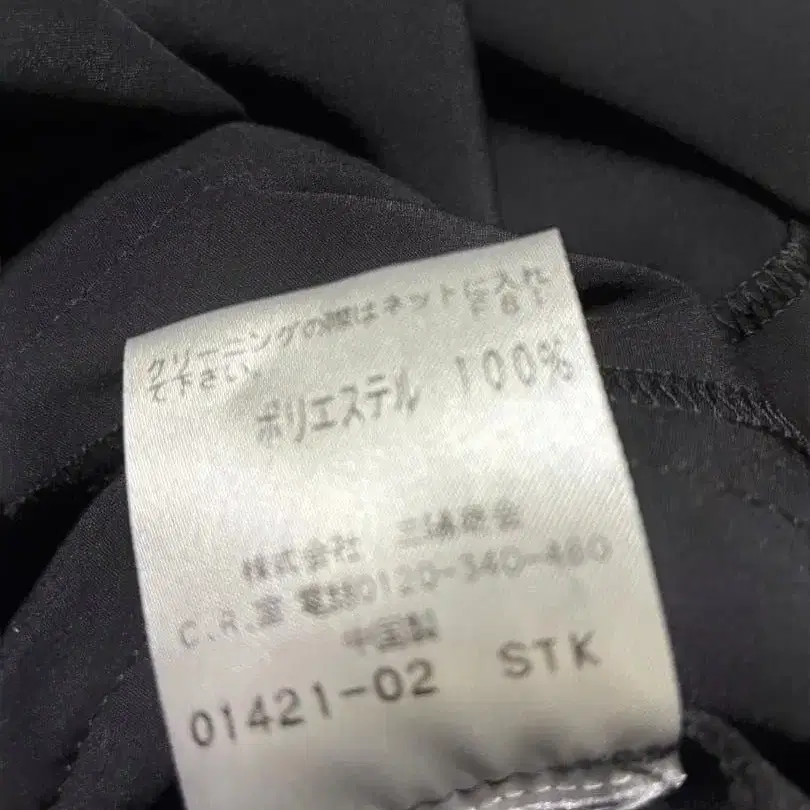 クリーニングの際はネットに入れ
て下さい。
ポリエステル 100%
株式会社
C.R.室 電話0120-340-460
中国製
01421-02 STK